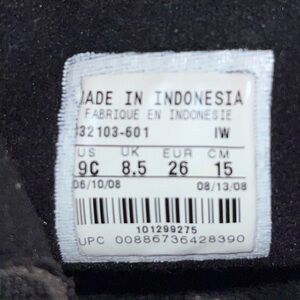 MADE IN INDONESIA
FABRIQUE EN INDONESIE
332103-601 IW
US UK EUR CM
9C 8.5 26 15
06/10/08 08/13/08
101299275
UPC 00886736428390